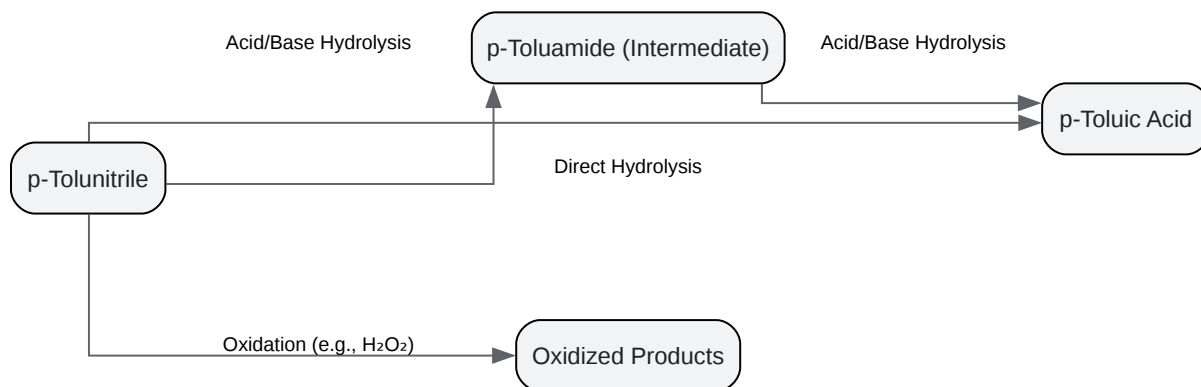 Acid/Base Hydrolysis
p-Toluamide (Intermediate)
Acid/Base Hydrolysis
p-Toluic Acid
Direct Hydrolysis
p-Tolunitrile
Oxidation (e.g., H₂O₂)
Oxidized Products